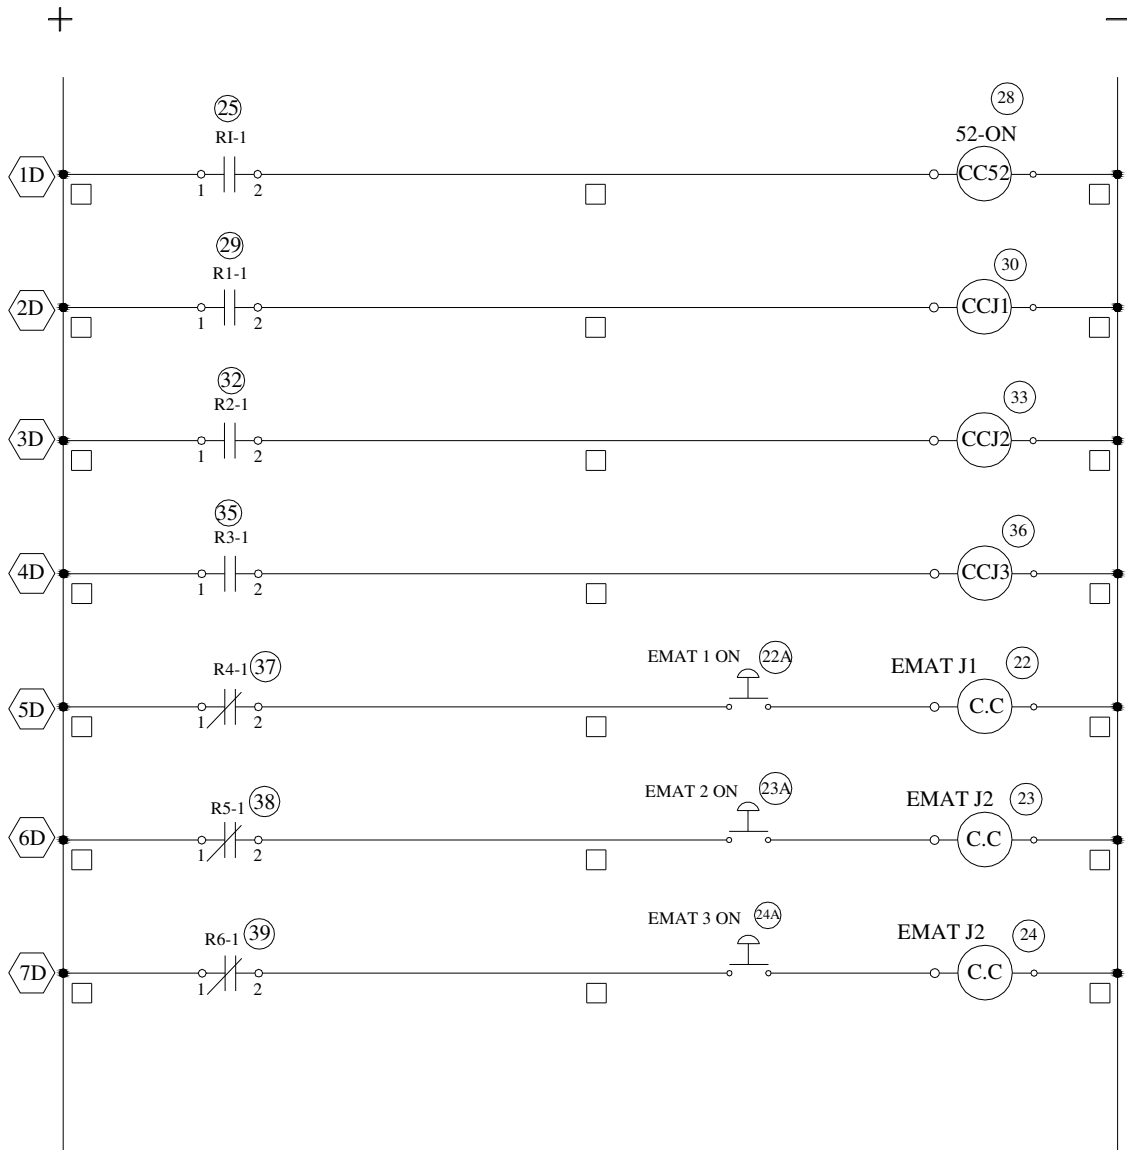 + −
25
RI-1
28
52-ON
1D 1 2 CC52
29
R1-1
30
2D 1 2 CCJ1
32
R2-1
33
3D 1 2 CCJ2
35
R3-1
36
4D 1 2 CCJ3
R4-1 37
EMAT 1 ON 22A
EMAT J1 22
5D 1 2 C.C
R5-1 38
EMAT 2 ON 23A
EMAT J2 23
6D 1 2 C.C
R6-1 39
EMAT 3 ON 24A
EMAT J2 24
7D 1 2 C.C